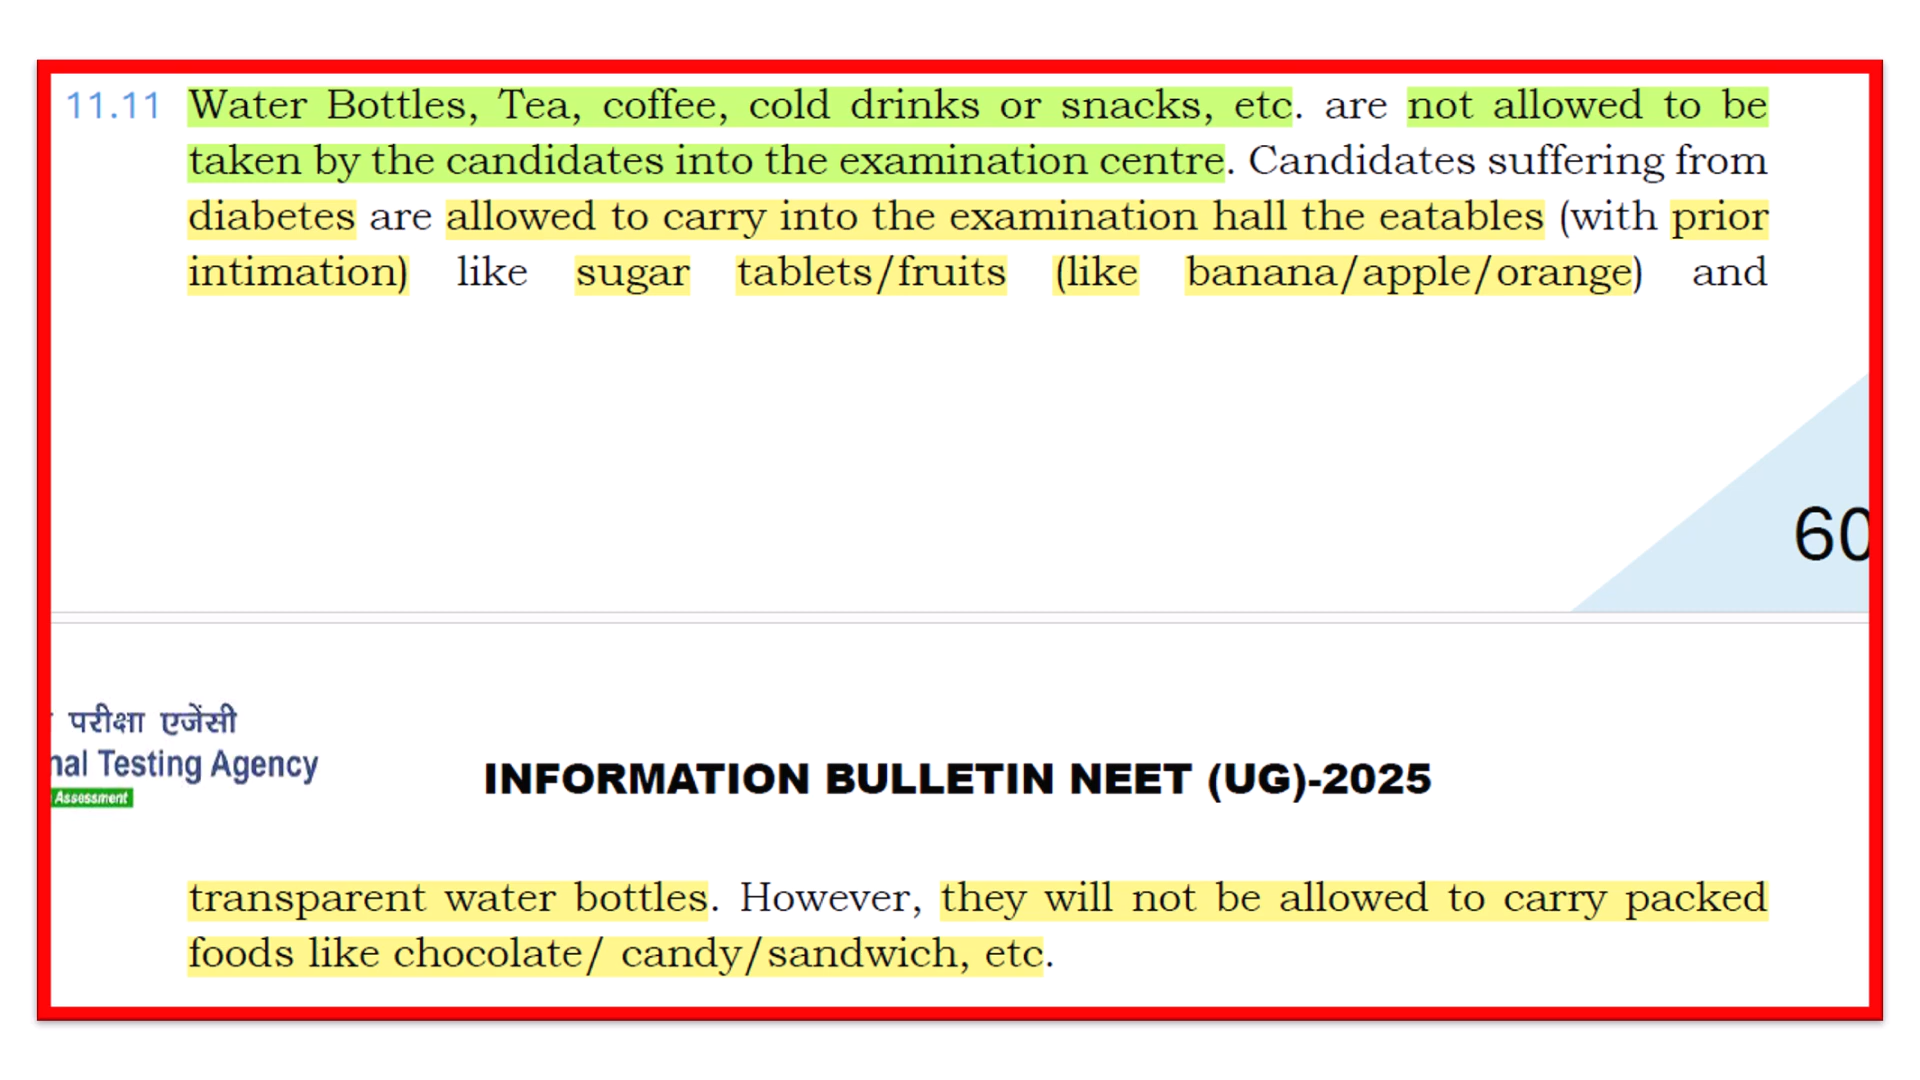 11.11 Water Bottles, Tea, coffee, cold drinks or snacks, etc. are not allowed to be
taken by the candidates into the examination centre. Candidates suffering from
diabetes are allowed to carry into the examination hall the eatables (with prior
intimation) like sugar tablets/fruits (like banana/apple/orange) and
60
परीक्षा एजेंसी
nal Testing Agency
Assessment
INFORMATION BULLETIN NEET (UG)-2025
transparent water bottles. However, they will not be allowed to carry packed
foods like chocolate/ candy/sandwich, etc.